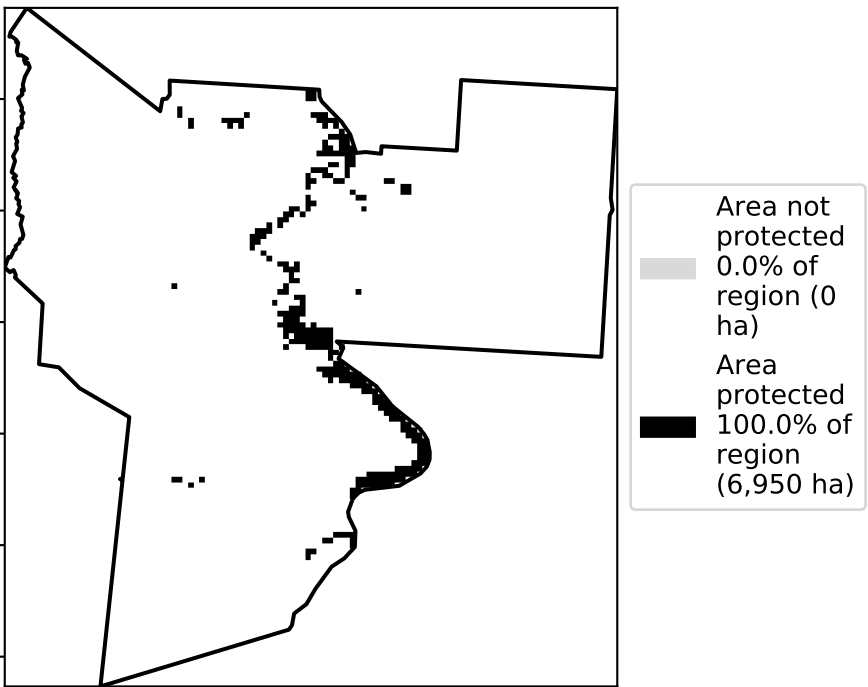 Area not
protected
0.0% of
region (0
ha)
Area
protected
100.0% of
region
(6,950 ha)